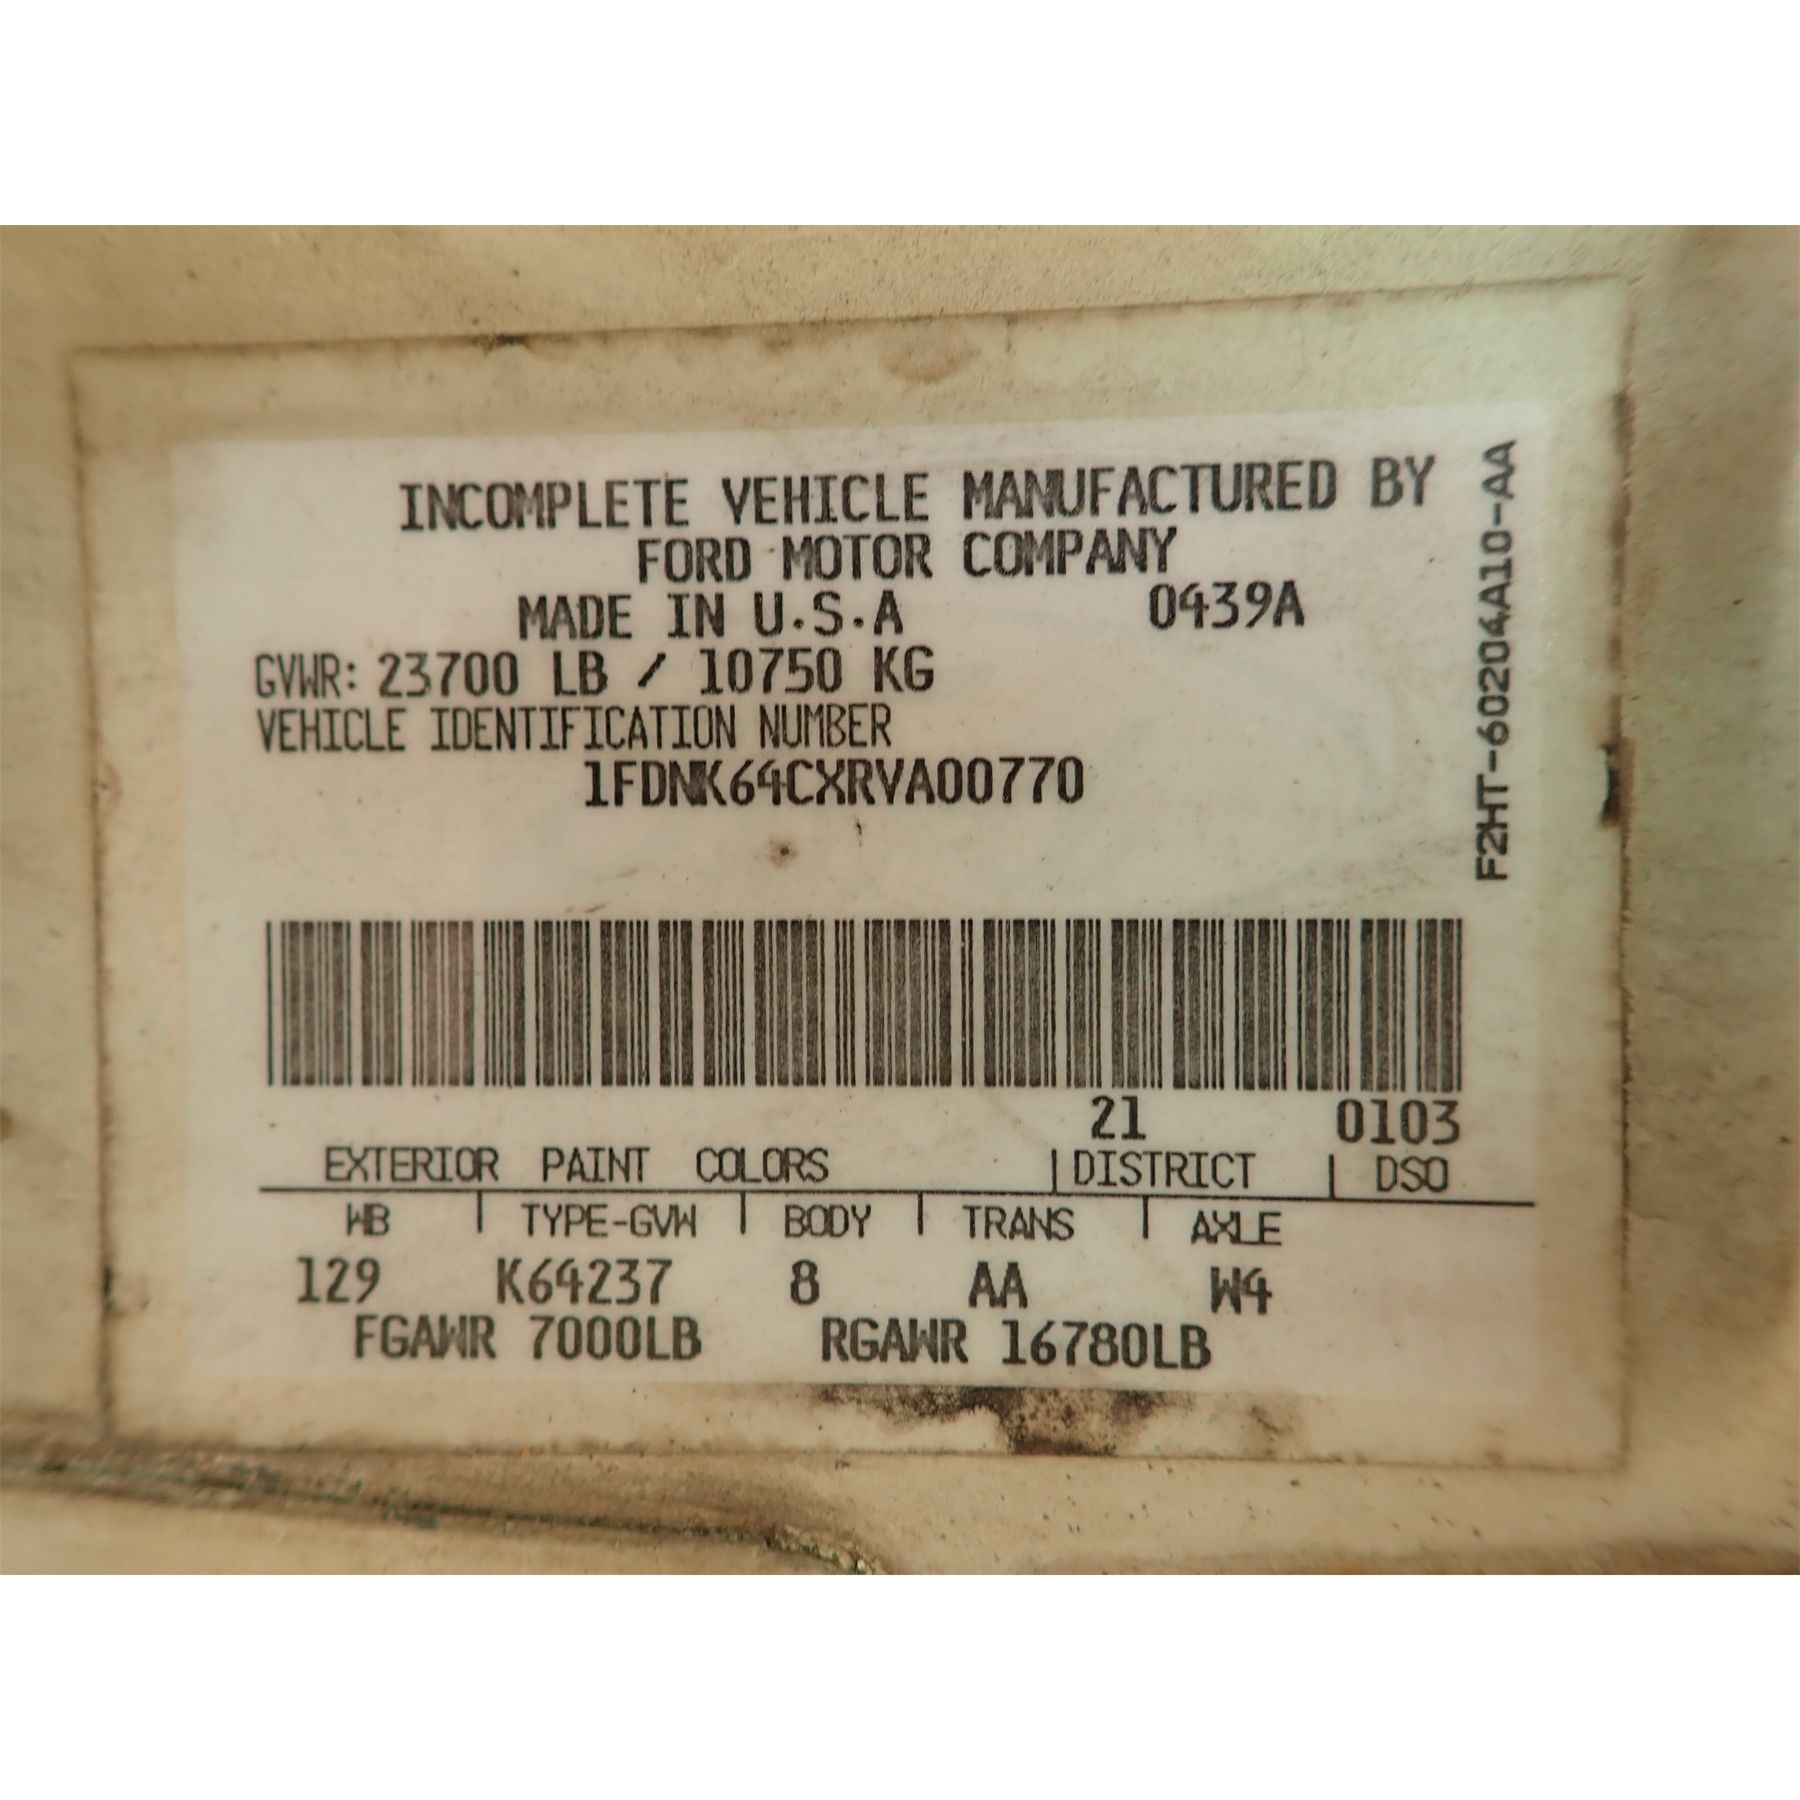 INCOMPLETE VEHICLE MANUFACTURED BY
FORD MOTOR COMPANY
MADE IN U.S.A 0439A
GVWR: 23700 LB / 10750 KG
VEHICLE IDENTIFICATION NUMBER
1FDNK64CXRVA00770
F2HT-60204A10-AA
21 0103
EXTERIOR PAINT COLORS DISTRICT DSO
WB TYPE-GVW BODY TRANS AXLE
129 K64237 8 AA W4
FGAWR 7000LB RGAWR 16780LB